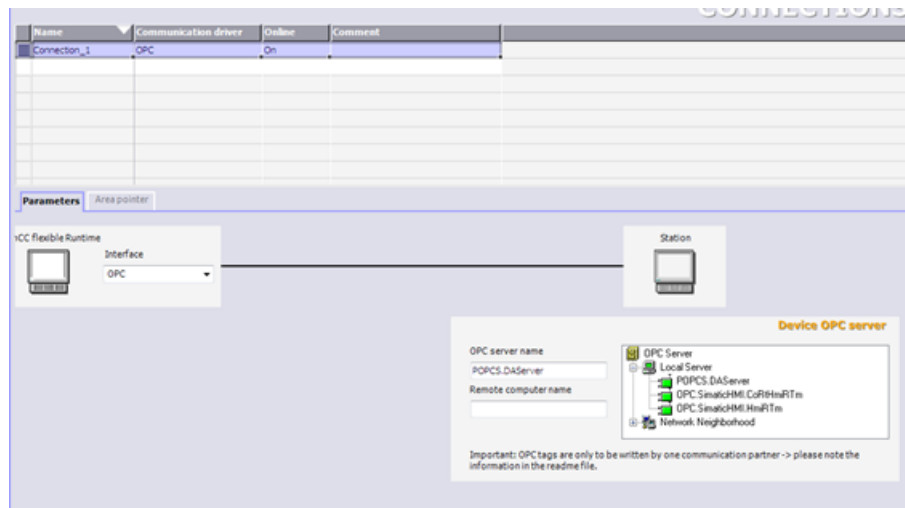 CONNECTIONS
Name Communication driver Online Comment
Connection_1 OPC On
Parameters Area pointer
CC flexible Runtime
Interface
OPC
Station
Device OPC server
OPC server name
POPCS.DAServer
Remote computer name
OPC Server
Local Server
POPCS.DAServer
OPC.SimaticHMI.CoRtHmiRTm
OPC.SimaticHMI.HmiRTm
Network Neighborhood
Important: OPC tags are only to be written by one communication partner -> please note the
information in the readme file.